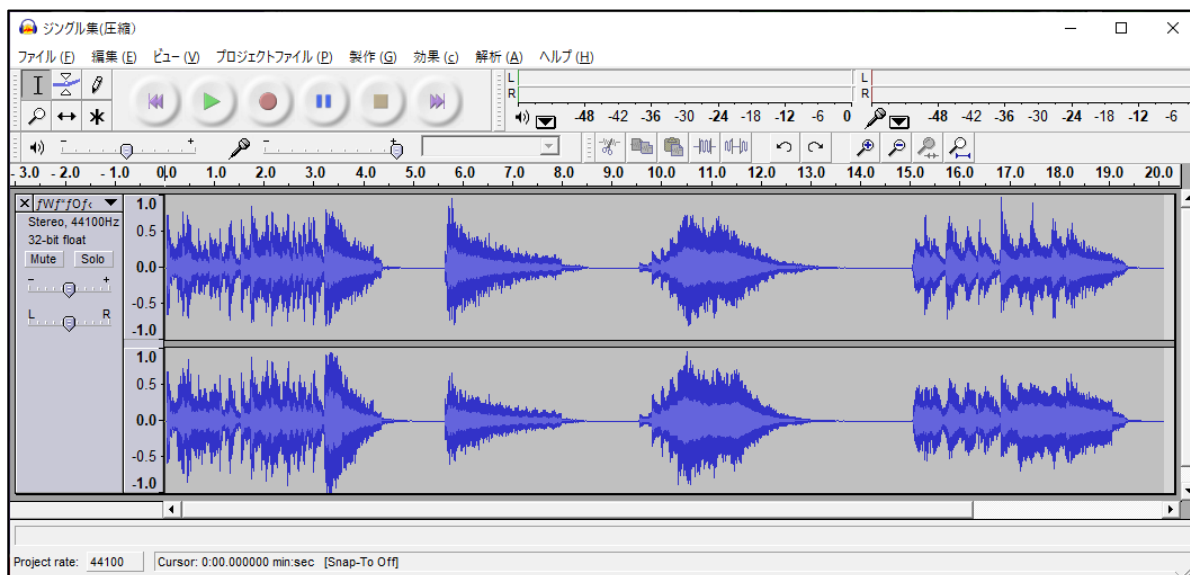 ジングル集(圧縮)
ファイル (F) 編集 (E) ビュー (V) プロジェクトファイル (P) 製作 (G) 効果 (c) 解析 (A) ヘルプ (H)
L
R
-48 -42 -36 -30 -24 -18 -12 -6 0
L
R
-48 -42 -36 -30 -24 -18 -12 -6
- +
- +
- 3.0 - 2.0 - 1.0 0.0 1.0 2.0 3.0 4.0 5.0 6.0 7.0 8.0 9.0 10.0 11.0 12.0 13.0 14.0 15.0 16.0 17.0 18.0 19.0 20.0
ƒWƒ“ƒOƒ‹
Stereo, 44100Hz
32-bit float
Mute Solo
- +
L R
1.0
0.5
0.0
-0.5
-1.0
1.0
0.5
0.0
-0.5
-1.0
Project rate: 44100 Cursor: 0:00.000000 min:sec [Snap-To Off]